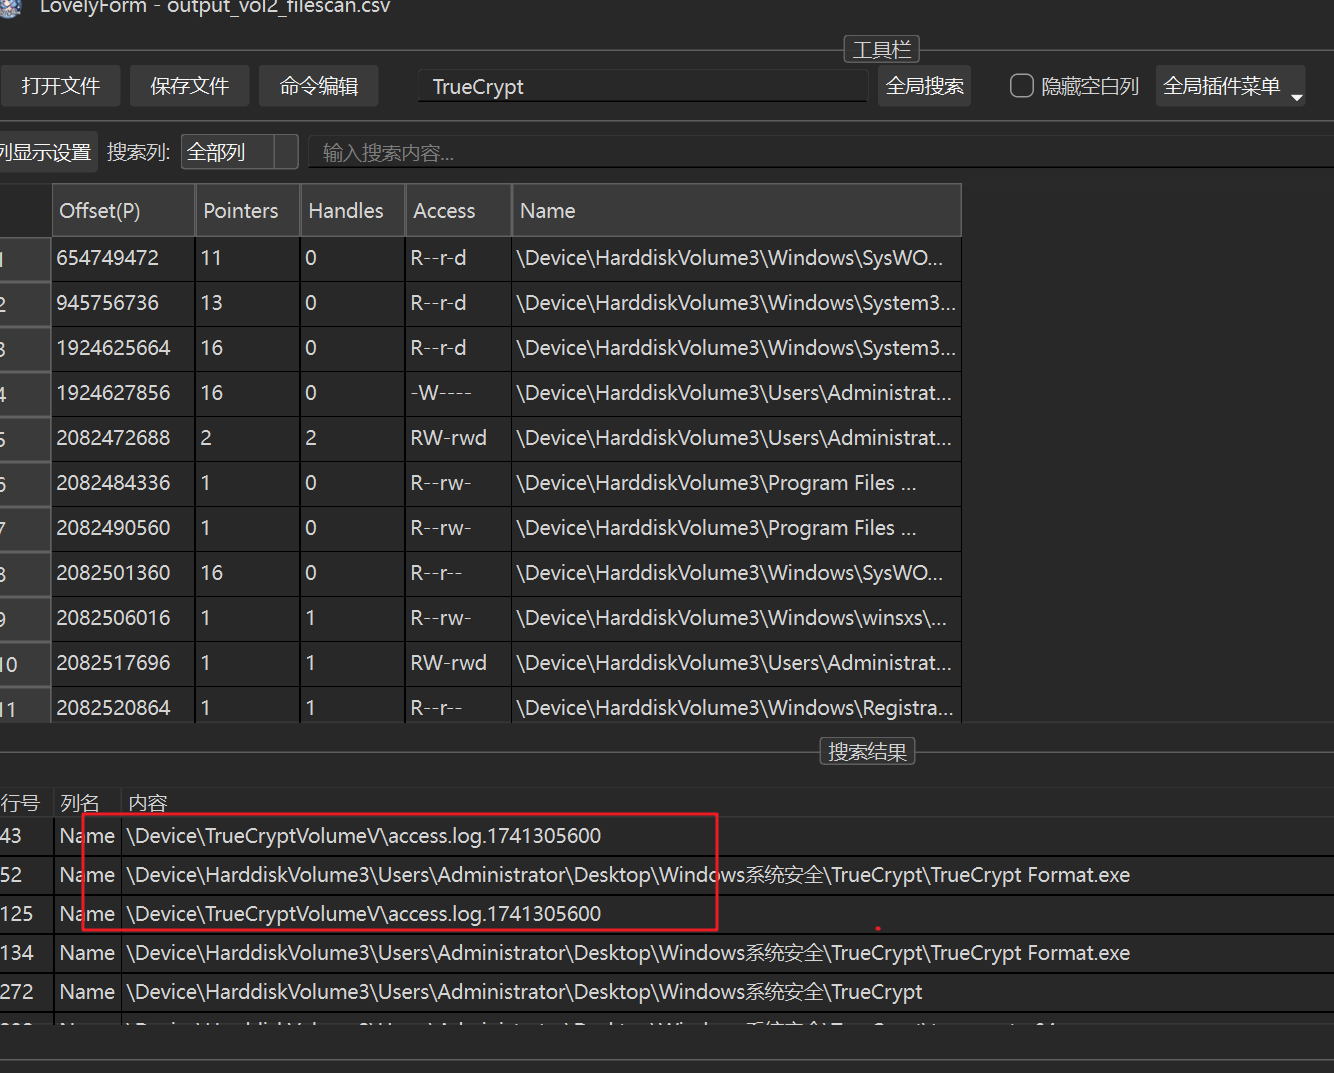 LovelyForm - output_vol2_filescan.csv
工具栏
打开文件 保存文件 命令编辑 TrueCrypt 全局搜索 隐藏空白列 全局插件菜单
列显示设置 搜索列: 全部列 输入搜索内容...
Offset(P) Pointers Handles Access Name
1 654749472 11 0 R--r-d \Device\HarddiskVolume3\Windows\SysWO...
2 945756736 13 0 R--r-d \Device\HarddiskVolume3\Windows\System3...
3 1924625664 16 0 R--r-d \Device\HarddiskVolume3\Windows\System3...
4 1924627856 16 0 -W---- \Device\HarddiskVolume3\Users\Administrat...
5 2082472688 2 2 RW-rwd \Device\HarddiskVolume3\Users\Administrat...
6 2082484336 1 0 R--rw- \Device\HarddiskVolume3\Program Files ...
7 2082490560 1 0 R--rw- \Device\HarddiskVolume3\Program Files ...
8 2082501360 16 0 R--r-- \Device\HarddiskVolume3\Windows\SysWO...
9 2082506016 1 1 R--rw- \Device\HarddiskVolume3\Windows\winsxs\...
10 2082517696 1 1 RW-rwd \Device\HarddiskVolume3\Users\Administrat...
11 2082520864 1 1 R--r-- \Device\HarddiskVolume3\Windows\Registra...
搜索结果
行号 列名 内容
43 Name \Device\TrueCryptVolumeV\access.log.1741305600
52 Name \Device\HarddiskVolume3\Users\Administrator\Desktop\Windows系统安全\TrueCrypt\TrueCrypt Format.exe
125 Name \Device\TrueCryptVolumeV\access.log.1741305600
134 Name \Device\HarddiskVolume3\Users\Administrator\Desktop\Windows系统安全\TrueCrypt\TrueCrypt Format.exe
272 Name \Device\HarddiskVolume3\Users\Administrator\Desktop\Windows系统安全\TrueCrypt